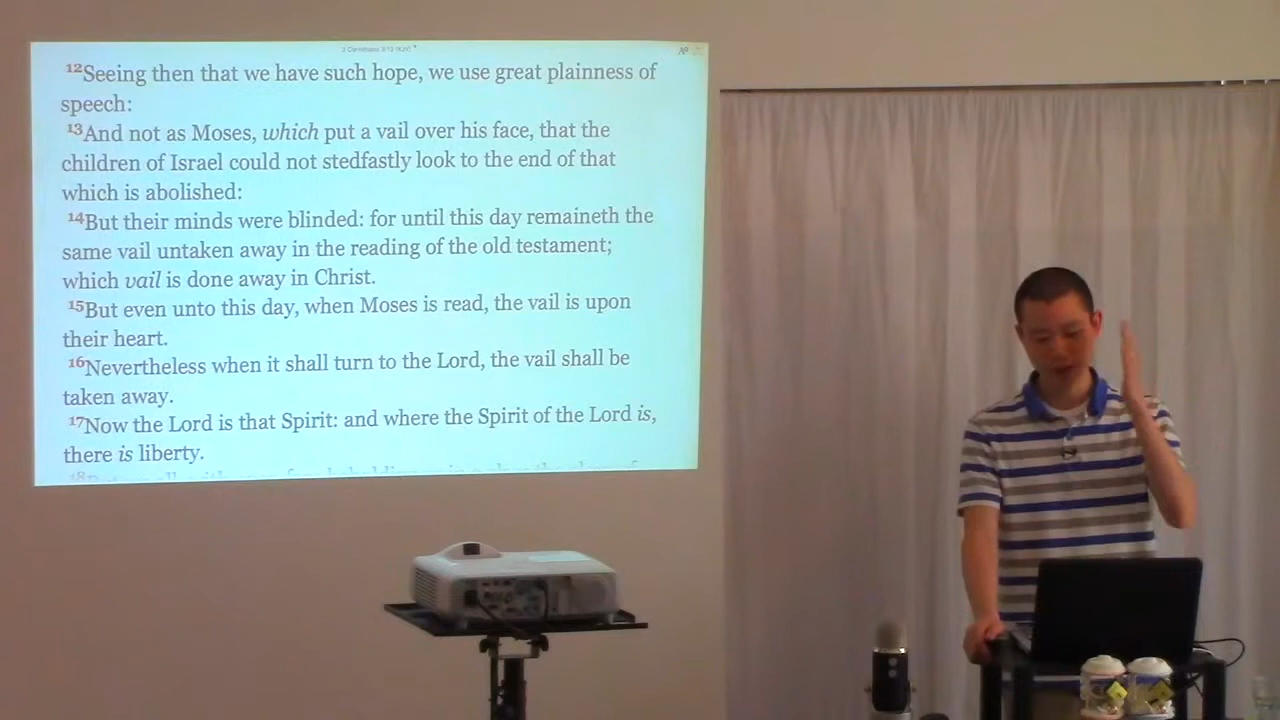 2 Corinthians 3:12 (KJV)
12Seeing then that we have such hope, we use great plainness of
speech:
13And not as Moses, which put a vail over his face, that the
children of Israel could not stedfastly look to the end of that
which is abolished:
14But their minds were blinded: for until this day remaineth the
same vail untaken away in the reading of the old testament;
which vail is done away in Christ.
15But even unto this day, when Moses is read, the vail is upon
their heart.
16Nevertheless when it shall turn to the Lord, the vail shall be
taken away.
17Now the Lord is that Spirit: and where the Spirit of the Lord is,
there is liberty.